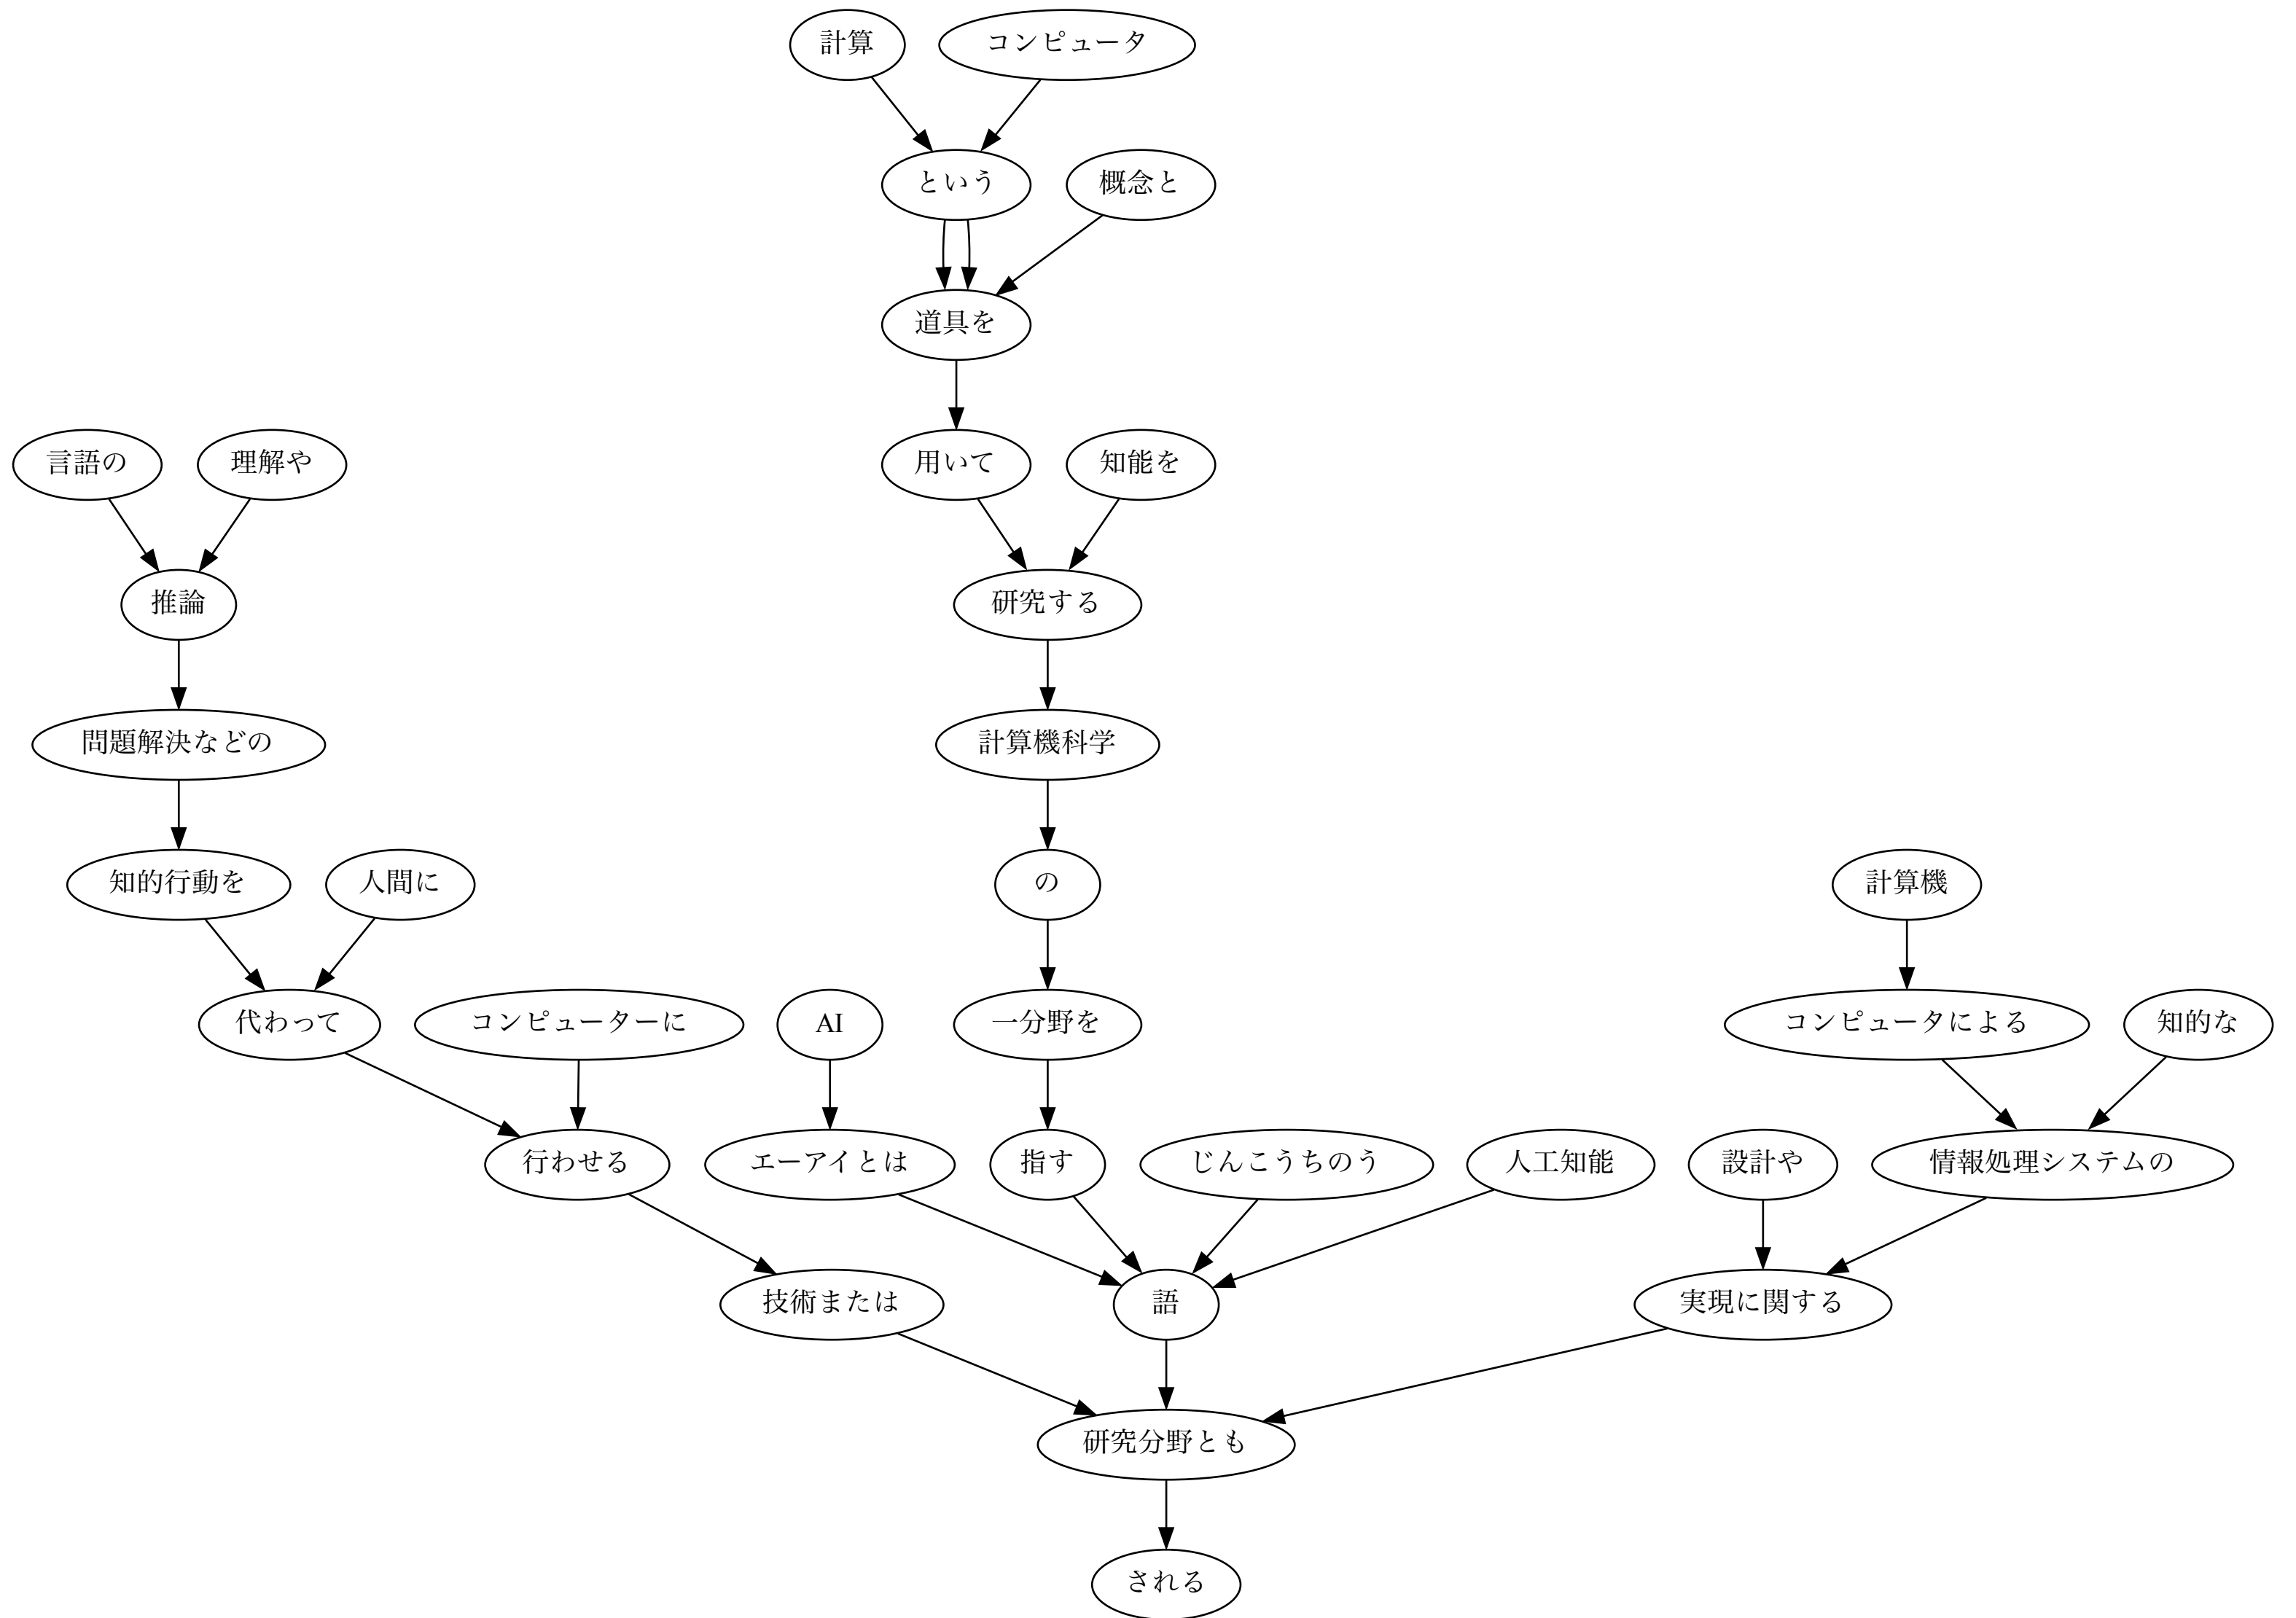 計算 コンピュータ
という 概念と
道具を
言語の 理解や 用いて 知能を
推論 研究する
問題解決などの 計算機科学
知的行動を 人間に の 計算機
代わって コンピューターに AI 一分野を コンピュータによる 知的な
行わせる エーアイとは 指す じんこうちのう 人工知能 設計や 情報処理システムの
技術または 語 実現に関する
研究分野とも
される